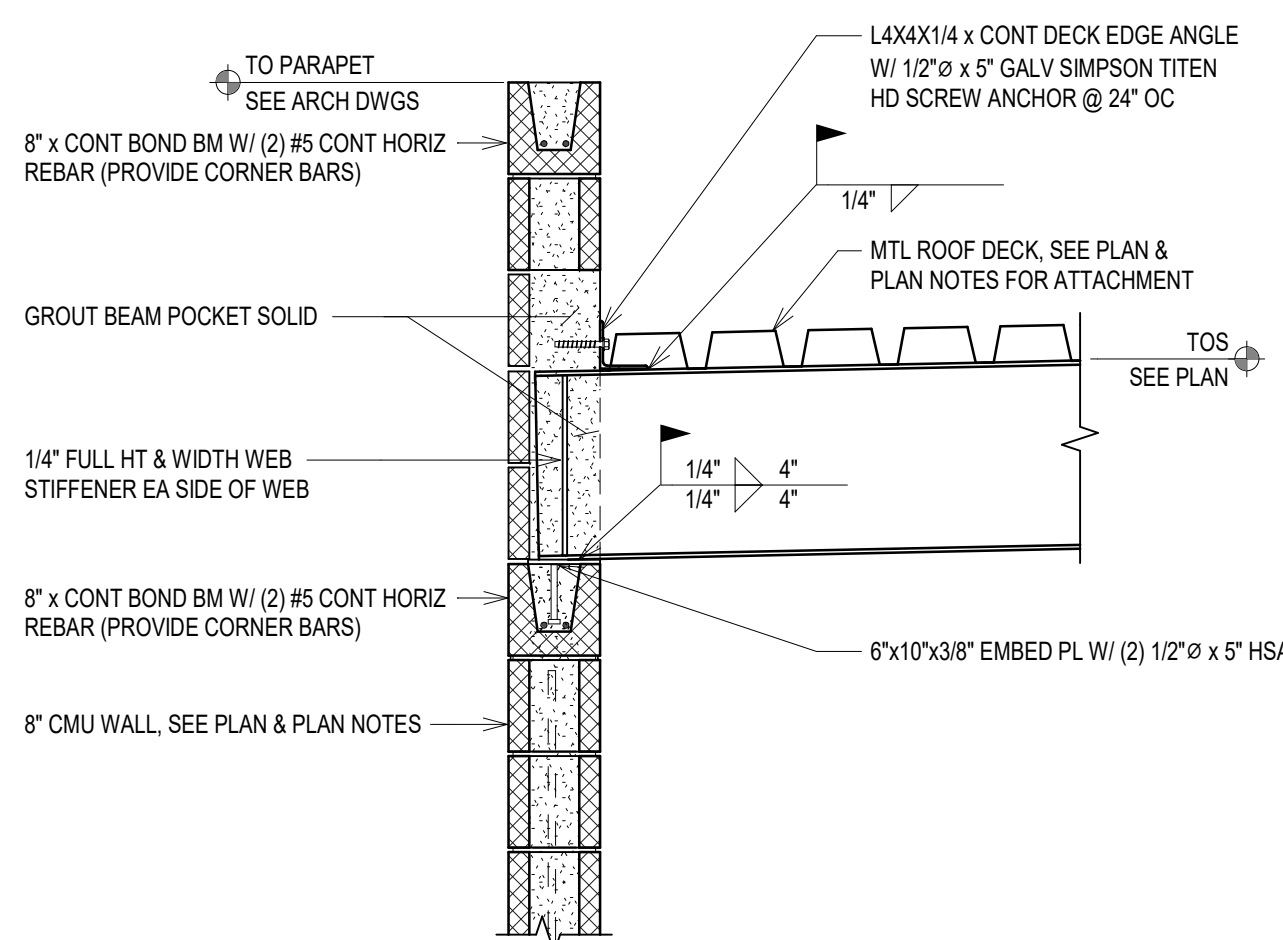 TO PARAPET
SEE ARCH DWGS
8" x CONT BOND BM W/ (2) #5 CONT HORIZ
REBAR (PROVIDE CORNER BARS)
GROUT BEAM POCKET SOLID
1/4" FULL HT & WIDTH WEB
STIFFENER EA SIDE OF WEB
8" x CONT BOND BM W/ (2) #5 CONT HORIZ
REBAR (PROVIDE CORNER BARS)
8" CMU WALL, SEE PLAN & PLAN NOTES
L4X4X1/4 x CONT DECK EDGE ANGLE
W/ 1/2"Ø x 5" GALV SIMPSON TITEN
HD SCREW ANCHOR @ 24" OC
1/4"
MTL ROOF DECK, SEE PLAN &
PLAN NOTES FOR ATTACHMENT
TOS
SEE PLAN
1/4" 4"
1/4" 4"
6"x10"x3/8" EMBED PL W/ (2) 1/2"Ø x 5" HSA